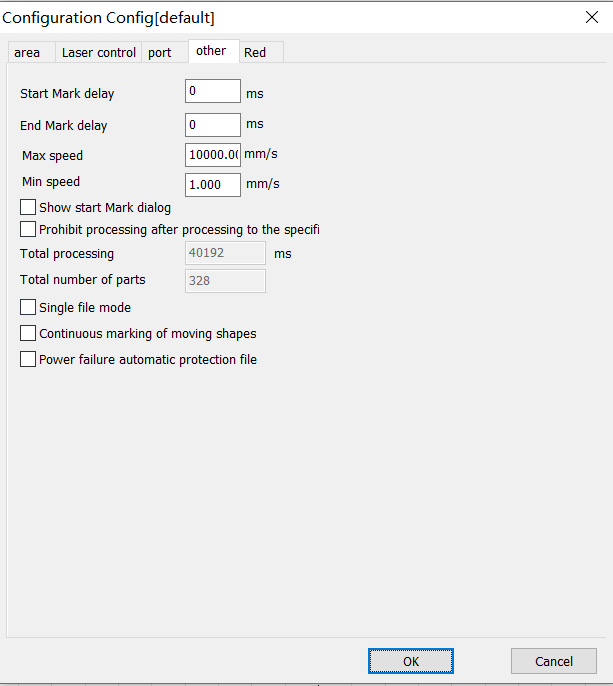 Configuration Config[default]
area Laser control port other Red
Start Mark delay 0 ms
End Mark delay 0 ms
Max speed 10000.00 mm/s
Min speed 1.000 mm/s
Show start Mark dialog
Prohibit processing after processing to the specifi
Total processing 40192 ms
Total number of parts 328
Single file mode
Continuous marking of moving shapes
Power failure automatic protection file
OK Cancel